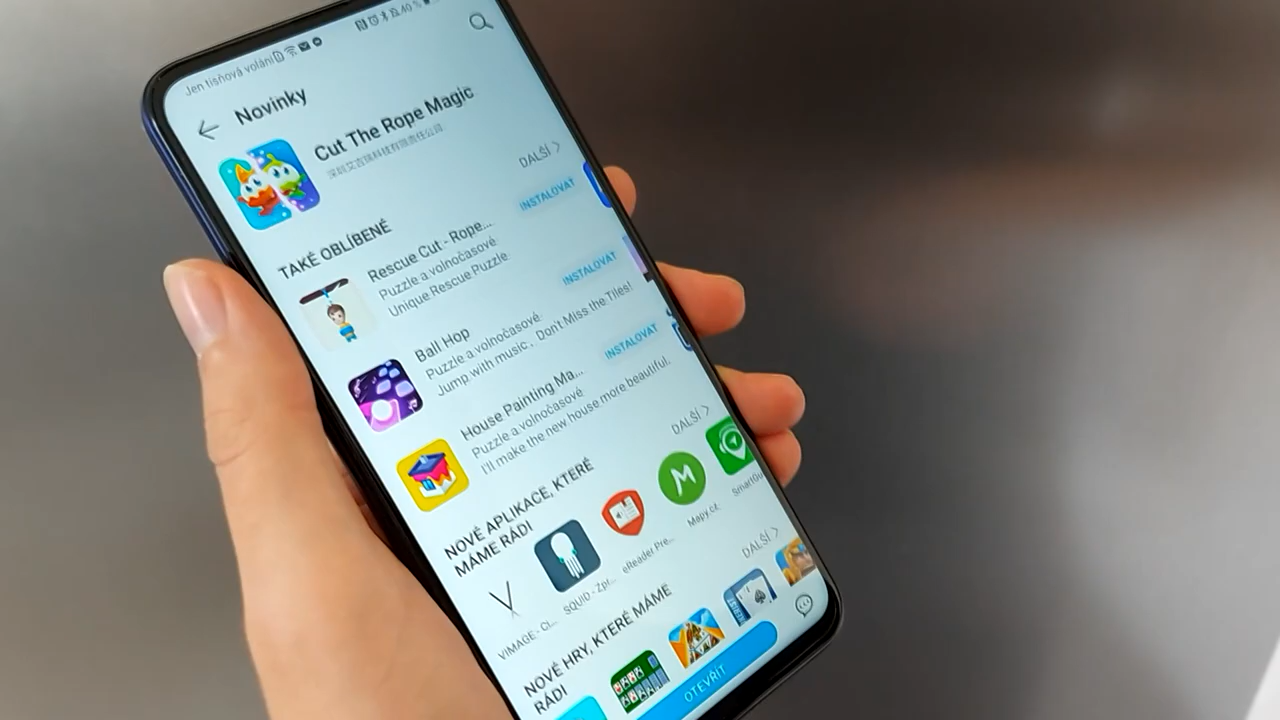 Jen tísňová volání
40 %
Novinky
Cut The Rope Magic
DALŠÍ
TAKÉ OBLÍBENÉ
INSTALOVAT
Rescue Cut - Rope...
Puzzle a volnočasové
Unique Rescue Puzzle
INSTALOVAT
Ball Hop
Puzzle a volnočasové
Jump with music，Don't Miss the Tiles!
INSTALOVAT
House Painting Ma...
Puzzle a volnočasové
I'll make the new house more beautiful.
DALŠÍ
NOVÉ APLIKACE, KTERÉ
MÁME RÁDI
VIMAGE - Ci...
SQUID - Zpr...
eReader Pre...
Mapy.cz
DALŠÍ
NOVÉ HRY, KTERÉ MÁME
RÁDI
OTEVŘÍT